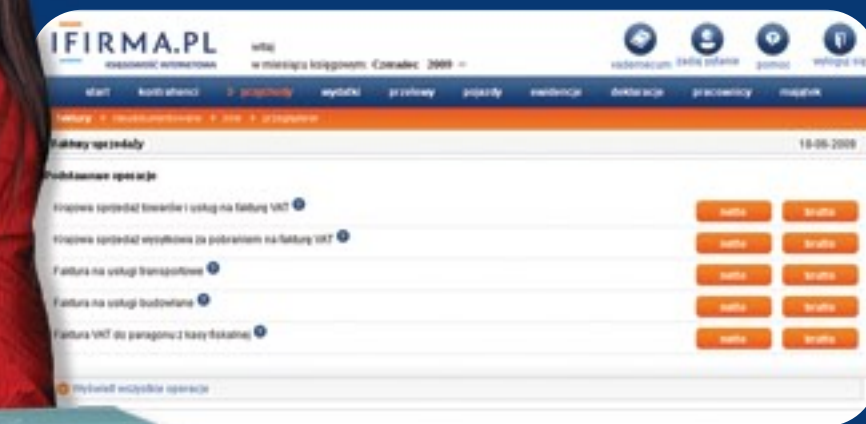 IFIRMA.PL
KSIĘGOWOŚĆ INTERNETOWA
witaj
w miesiącu księgowym: Czerwiec 2009
vademecum zadaj pytanie pomoc wyloguj się
start kontrahenci przychody wydatki przelewy pojazdy ewidencje deklaracje pracownicy majątek
faktury inne przeglądanie
Faktury sprzedaży
Podstawowe operacje
Krajowa sprzedaż towarów i usług na fakturę VAT netto brutto
Krajowa sprzedaż wysyłkowa za pobraniem na fakturę VAT netto brutto
Faktura na usługi transportowe netto brutto
Faktura na usługi budowlane netto brutto
Faktura VAT do paragonu z kasy fiskalnej netto brutto
Wyświetl wszystkie operacje